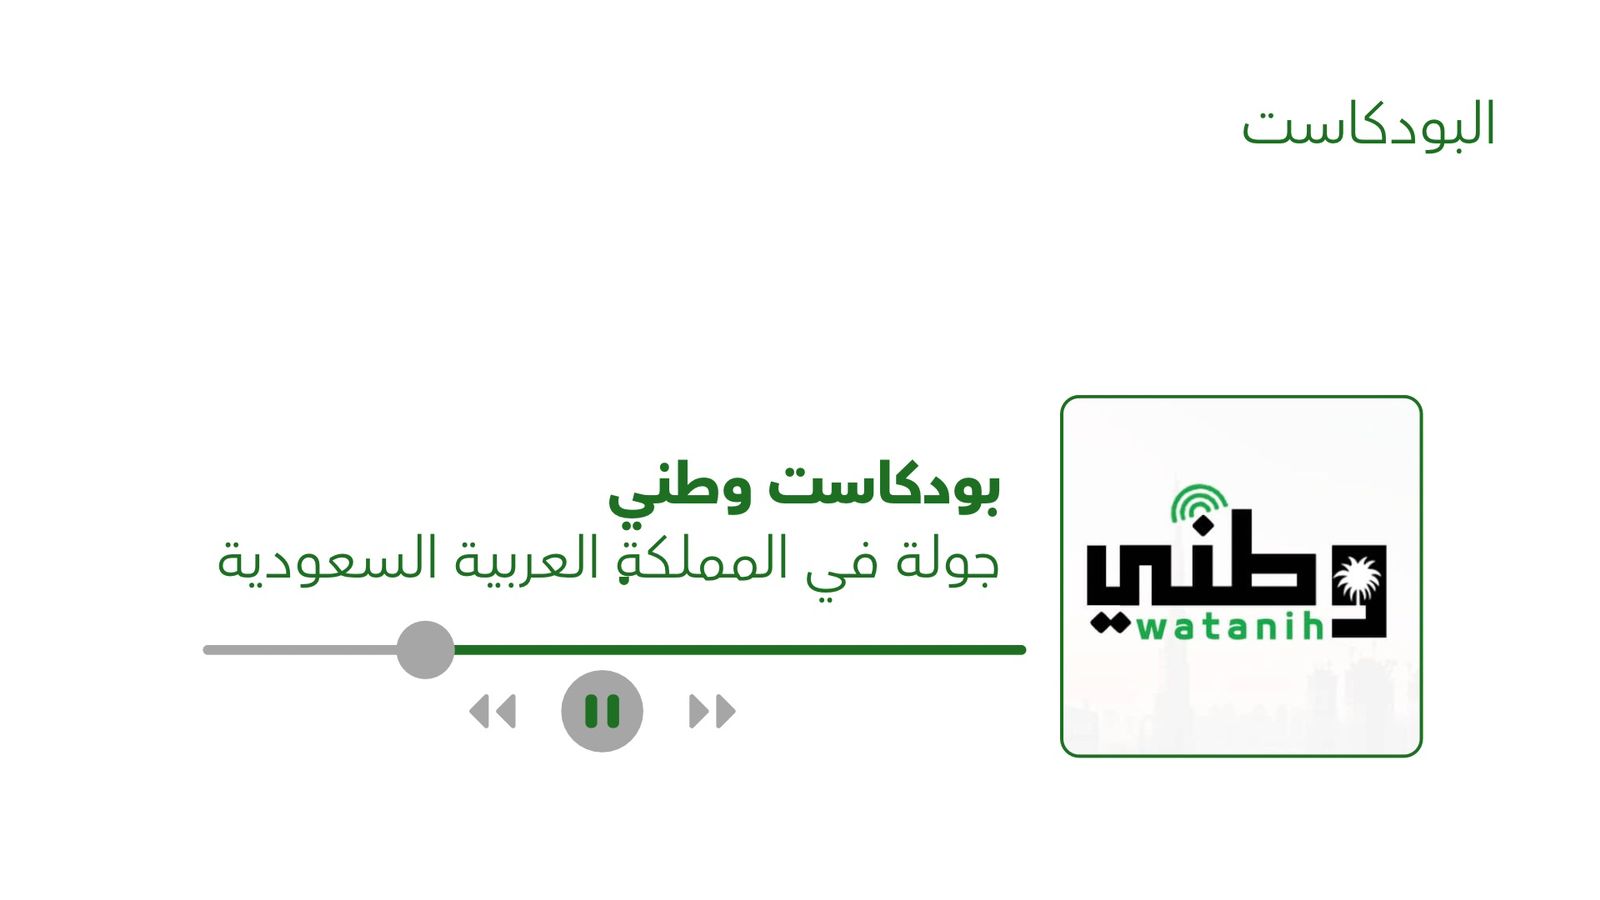 البودكاست
بودكاست وطني
جولة في المملكة العربية السعودية
وطني
watanih